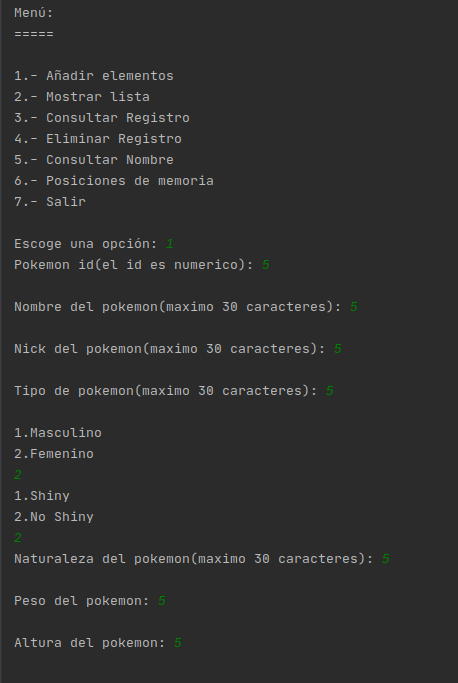 Menú:
=====
1.- Añadir elementos
2.- Mostrar lista
3.- Consultar Registro
4.- Eliminar Registro
5.- Consultar Nombre
6.- Posiciones de memoria
7.- Salir
Escoge una opción: 1
Pokemon id(el id es numerico): 5
Nombre del pokemon(maximo 30 caracteres): 5
Nick del pokemon(maximo 30 caracteres): 5
Tipo de pokemon(maximo 30 caracteres): 5
1.Masculino
2.Femenino
2
1.Shiny
2.No Shiny
2
Naturaleza del pokemon(maximo 30 caracteres): 5
Peso del pokemon: 5
Altura del pokemon: 5